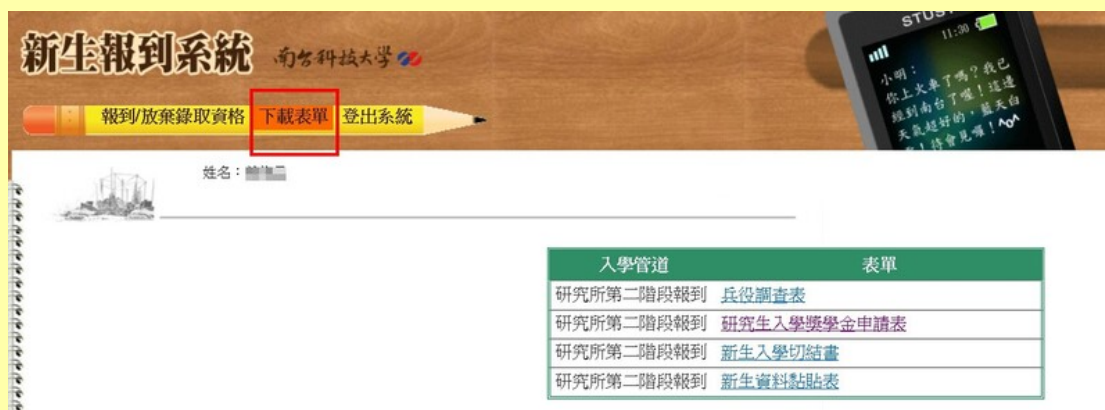 新生報到系統 南台科技大學
報到/放棄錄取資格 下載表單 登出系統
STUST
11:30
小明：
你上火車了嗎？我已
經到南台了喔！這邊
天氣超好的，藍天白
！待會見囉！^o^
姓名：
入學管道 表單
研究所第二階段報到 兵役調查表
研究所第二階段報到 研究生入學獎學金申請表
研究所第二階段報到 新生入學切結書
研究所第二階段報到 新生資料黏貼表